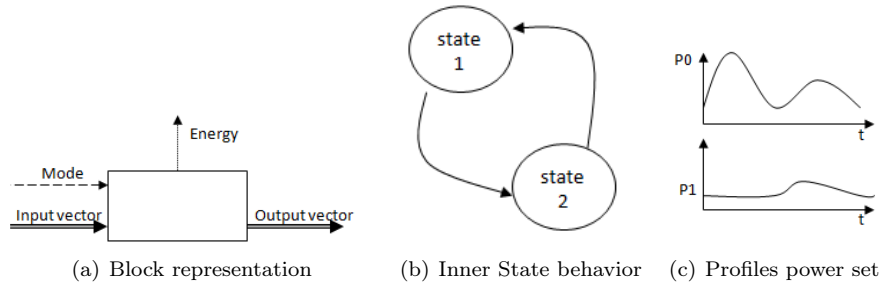 Energy
Mode
Input vector
Output vector
(a) Block representation
state
1
state
2
(b) Inner State behavior
P0
t
P1
t
(c) Profiles power set